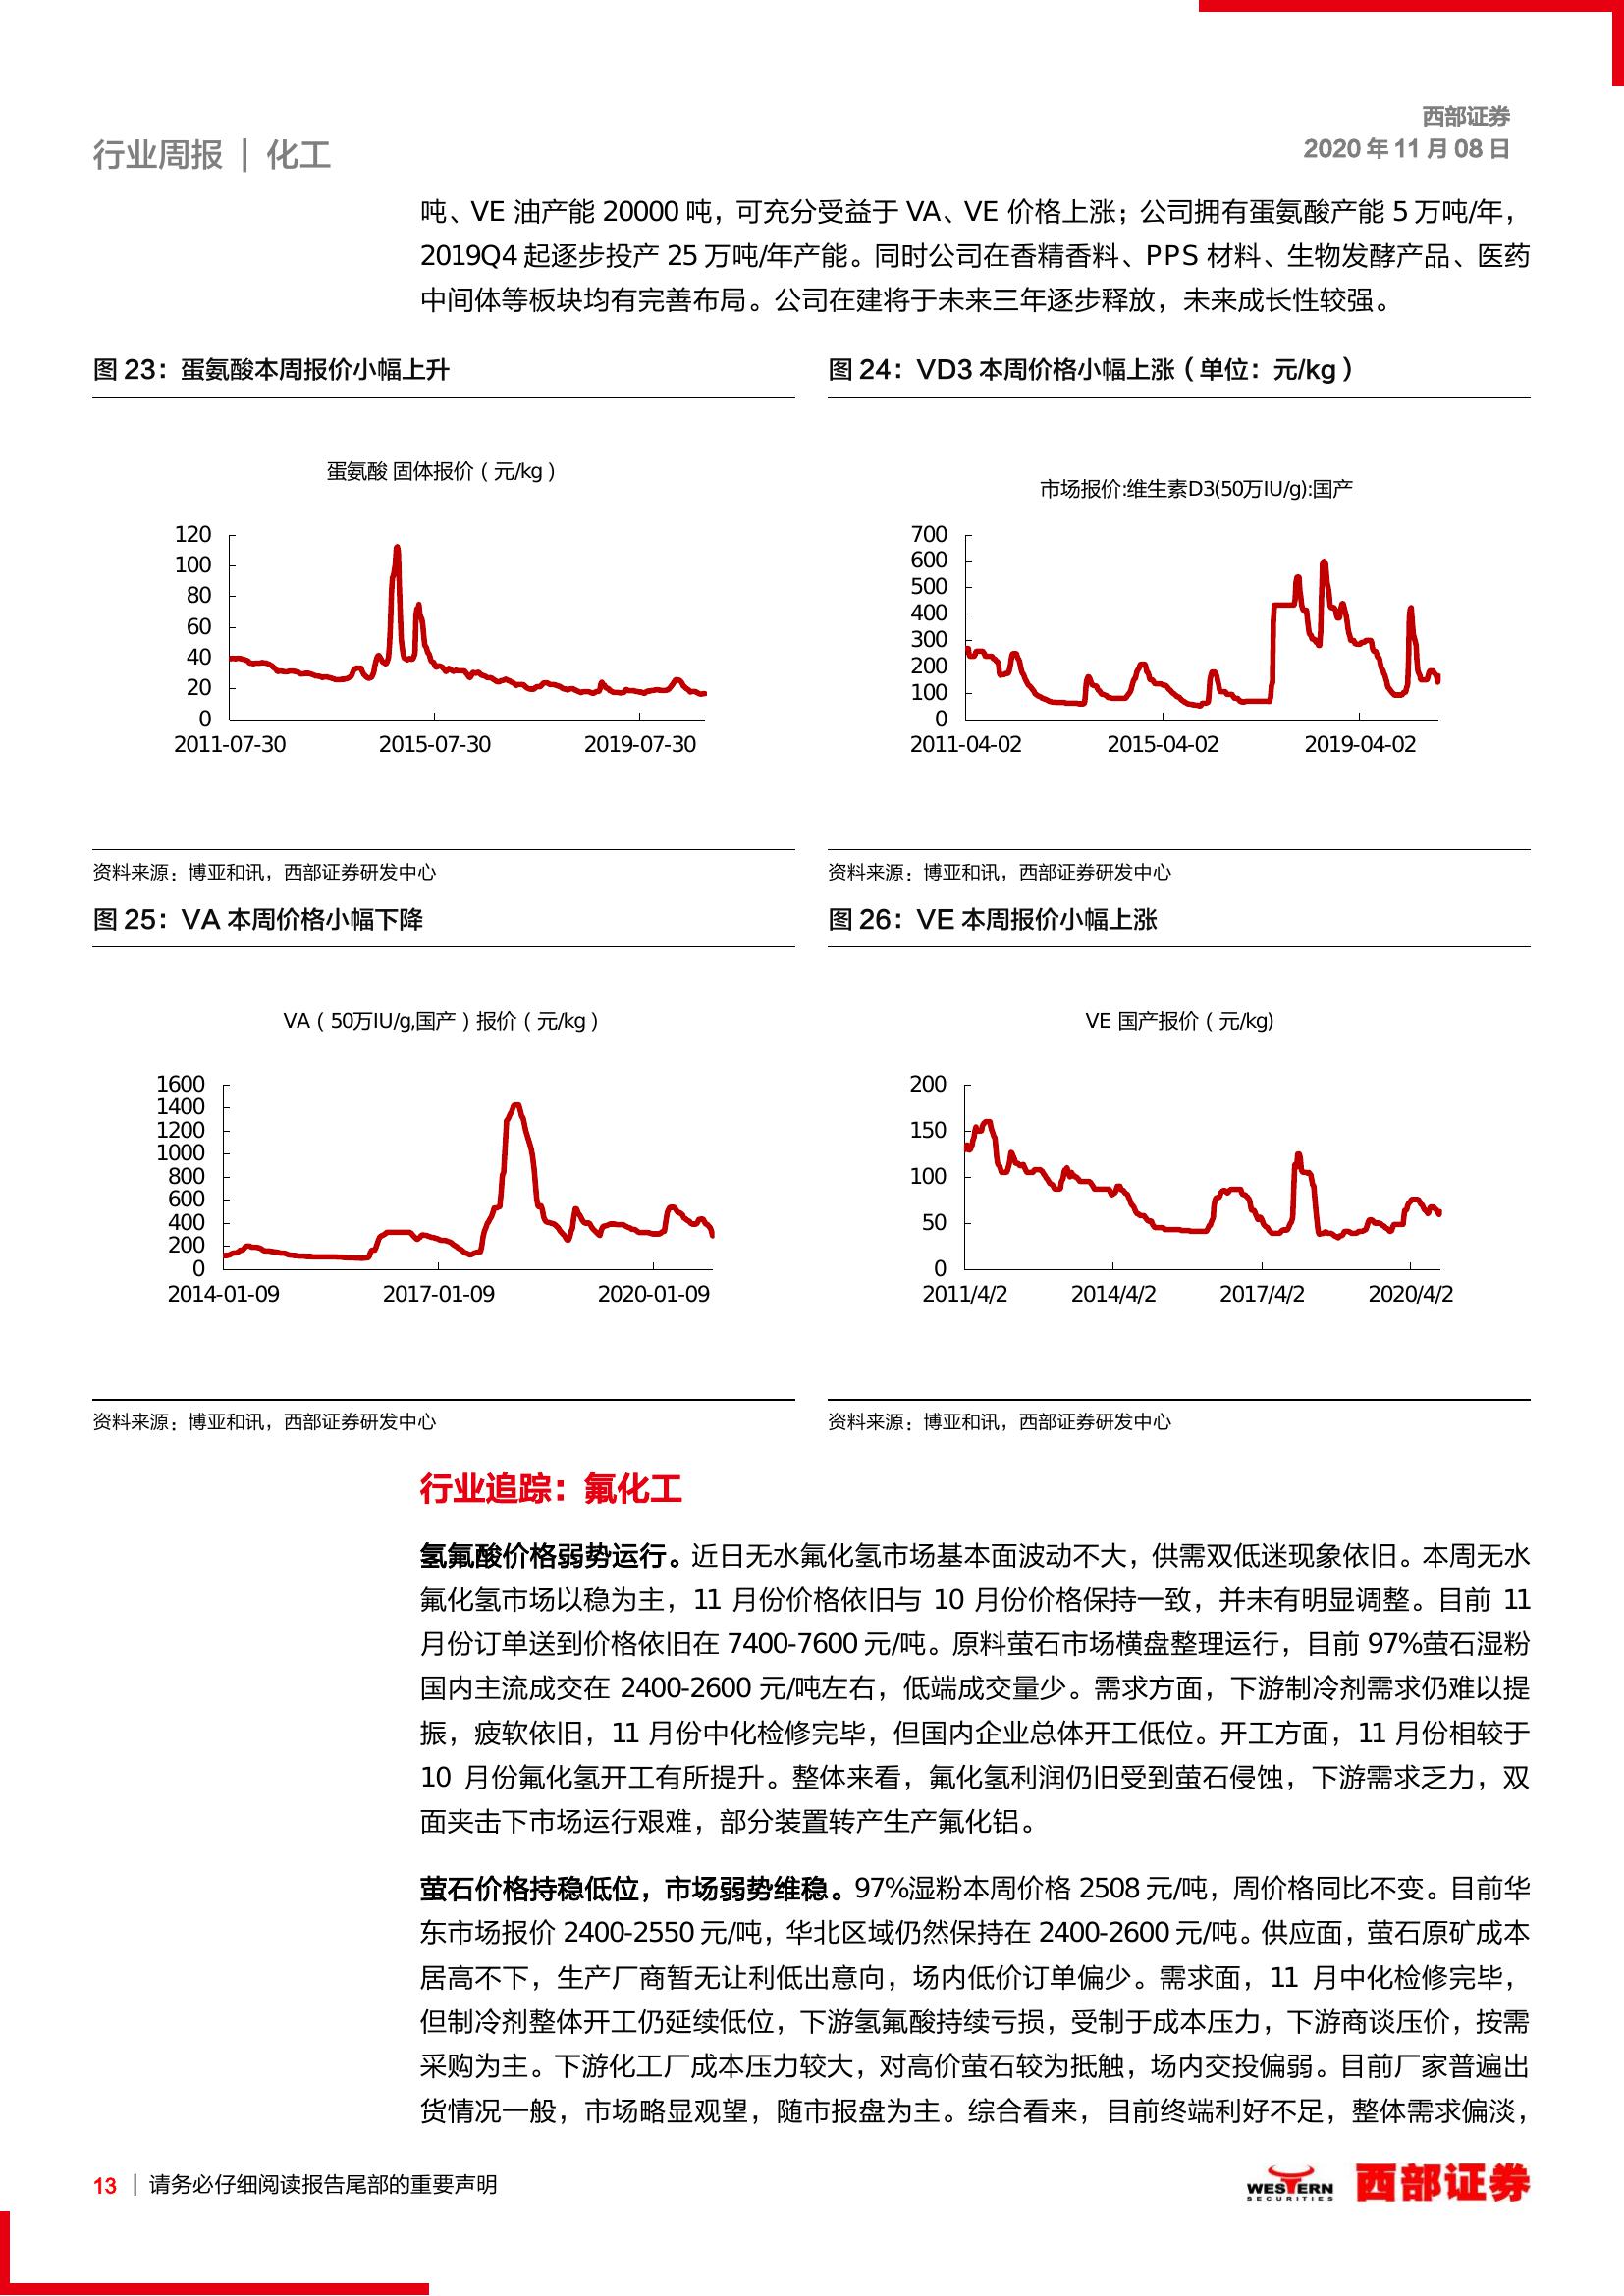 西部证券
2020 年 11 月 08 日
行业周报 | 化工
吨、VE 油产能 20000 吨，可充分受益于 VA、VE 价格上涨；公司拥有蛋氨酸产能 5 万吨/年，
2019Q4 起逐步投产 25 万吨/年产能。同时公司在香精香料、PPS 材料、生物发酵产品、医药
中间体等板块均有完善布局。公司在建将于未来三年逐步释放，未来成长性较强。
图 23：蛋氨酸本周报价小幅上升
蛋氨酸 固体报价（元/kg）
120
100
80
60
40
20
0
2011-07-30 2015-07-30 2019-07-30
资料来源：博亚和讯，西部证券研发中心
图 24：VD3 本周价格小幅上涨（单位：元/kg）
市场报价:维生素D3(50万IU/g):国产
700
600
500
400
300
200
100
0
2011-04-02 2015-04-02 2019-04-02
资料来源：博亚和讯，西部证券研发中心
图 25：VA 本周价格小幅下降
VA（50万IU/g,国产）报价（元/kg）
1600
1400
1200
1000
800
600
400
200
0
2014-01-09 2017-01-09 2020-01-09
资料来源：博亚和讯，西部证券研发中心
图 26：VE 本周报价小幅上涨
VE 国产报价（元/kg)
200
150
100
50
0
2011/4/2 2014/4/2 2017/4/2 2020/4/2
资料来源：博亚和讯，西部证券研发中心
行业追踪：氟化工
氢氟酸价格弱势运行。近日无水氟化氢市场基本面波动不大，供需双低迷现象依旧。本周无水
氟化氢市场以稳为主，11 月份价格依旧与 10 月份价格保持一致，并未有明显调整。目前 11
月份订单送到价格依旧在 7400-7600 元/吨。原料萤石市场横盘整理运行，目前 97%萤石湿粉
国内主流成交在 2400-2600 元/吨左右，低端成交量少。需求方面，下游制冷剂需求仍难以提
振，疲软依旧，11 月份中化检修完毕，但国内企业总体开工低位。开工方面，11 月份相较于
10 月份氟化氢开工有所提升。整体来看，氟化氢利润仍旧受到萤石侵蚀，下游需求乏力，双
面夹击下市场运行艰难，部分装置转产生产氟化铝。
萤石价格持稳低位，市场弱势维稳。97%湿粉本周价格 2508 元/吨，周价格同比不变。目前华
东市场报价 2400-2550 元/吨，华北区域仍然保持在 2400-2600 元/吨。供应面，萤石原矿成本
居高不下，生产厂商暂无让利低出意向，场内低价订单偏少。需求面，11 月中化检修完毕，
但制冷剂整体开工仍延续低位，下游氢氟酸持续亏损，受制于成本压力，下游商谈压价，按需
采购为主。下游化工厂成本压力较大，对高价萤石较为抵触，场内交投偏弱。目前厂家普遍出
货情况一般，市场略显观望，随市报盘为主。综合看来，目前终端利好不足，整体需求偏淡，
13 | 请务必仔细阅读报告尾部的重要声明
WESTERN
SECURITIES
西部证券